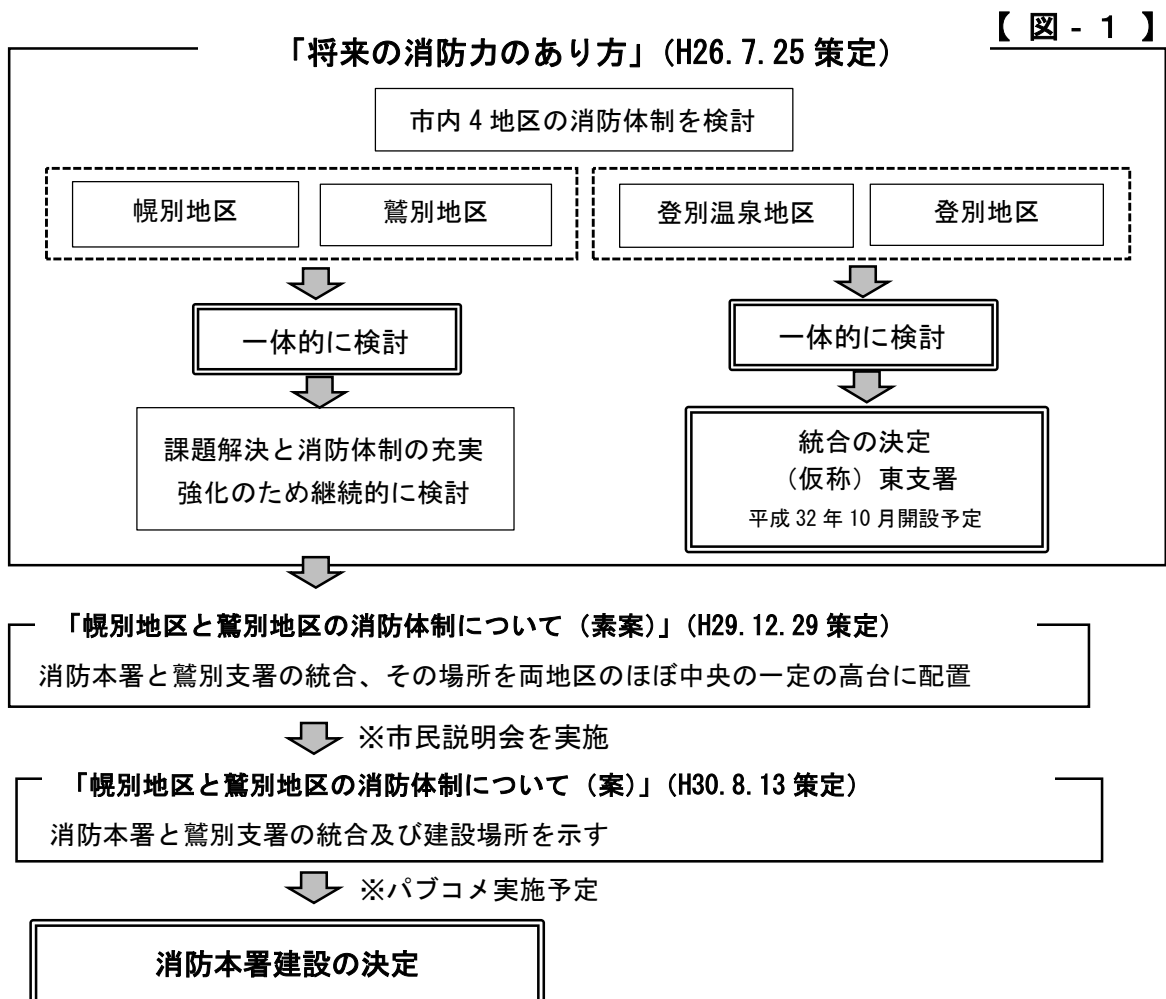 【 図 - 1 】
「将来の消防力のあり方」(H26.7.25 策定)
市内 4 地区の消防体制を検討
幌別地区
鷲別地区
登別温泉地区
登別地区
一体的に検討
一体的に検討
課題解決と消防体制の充実
強化のため継続的に検討
統合の決定
（仮称）東支署
平成 32 年 10 月開設予定
「幌別地区と鷲別地区の消防体制について（素案）」(H29.12.29 策定)
消防本署と鷲別支署の統合、その場所を両地区のほぼ中央の一定の高台に配置
※市民説明会を実施
「幌別地区と鷲別地区の消防体制について（案）」(H30.8.13 策定)
消防本署と鷲別支署の統合及び建設場所を示す
※パブコメ実施予定
消防本署建設の決定